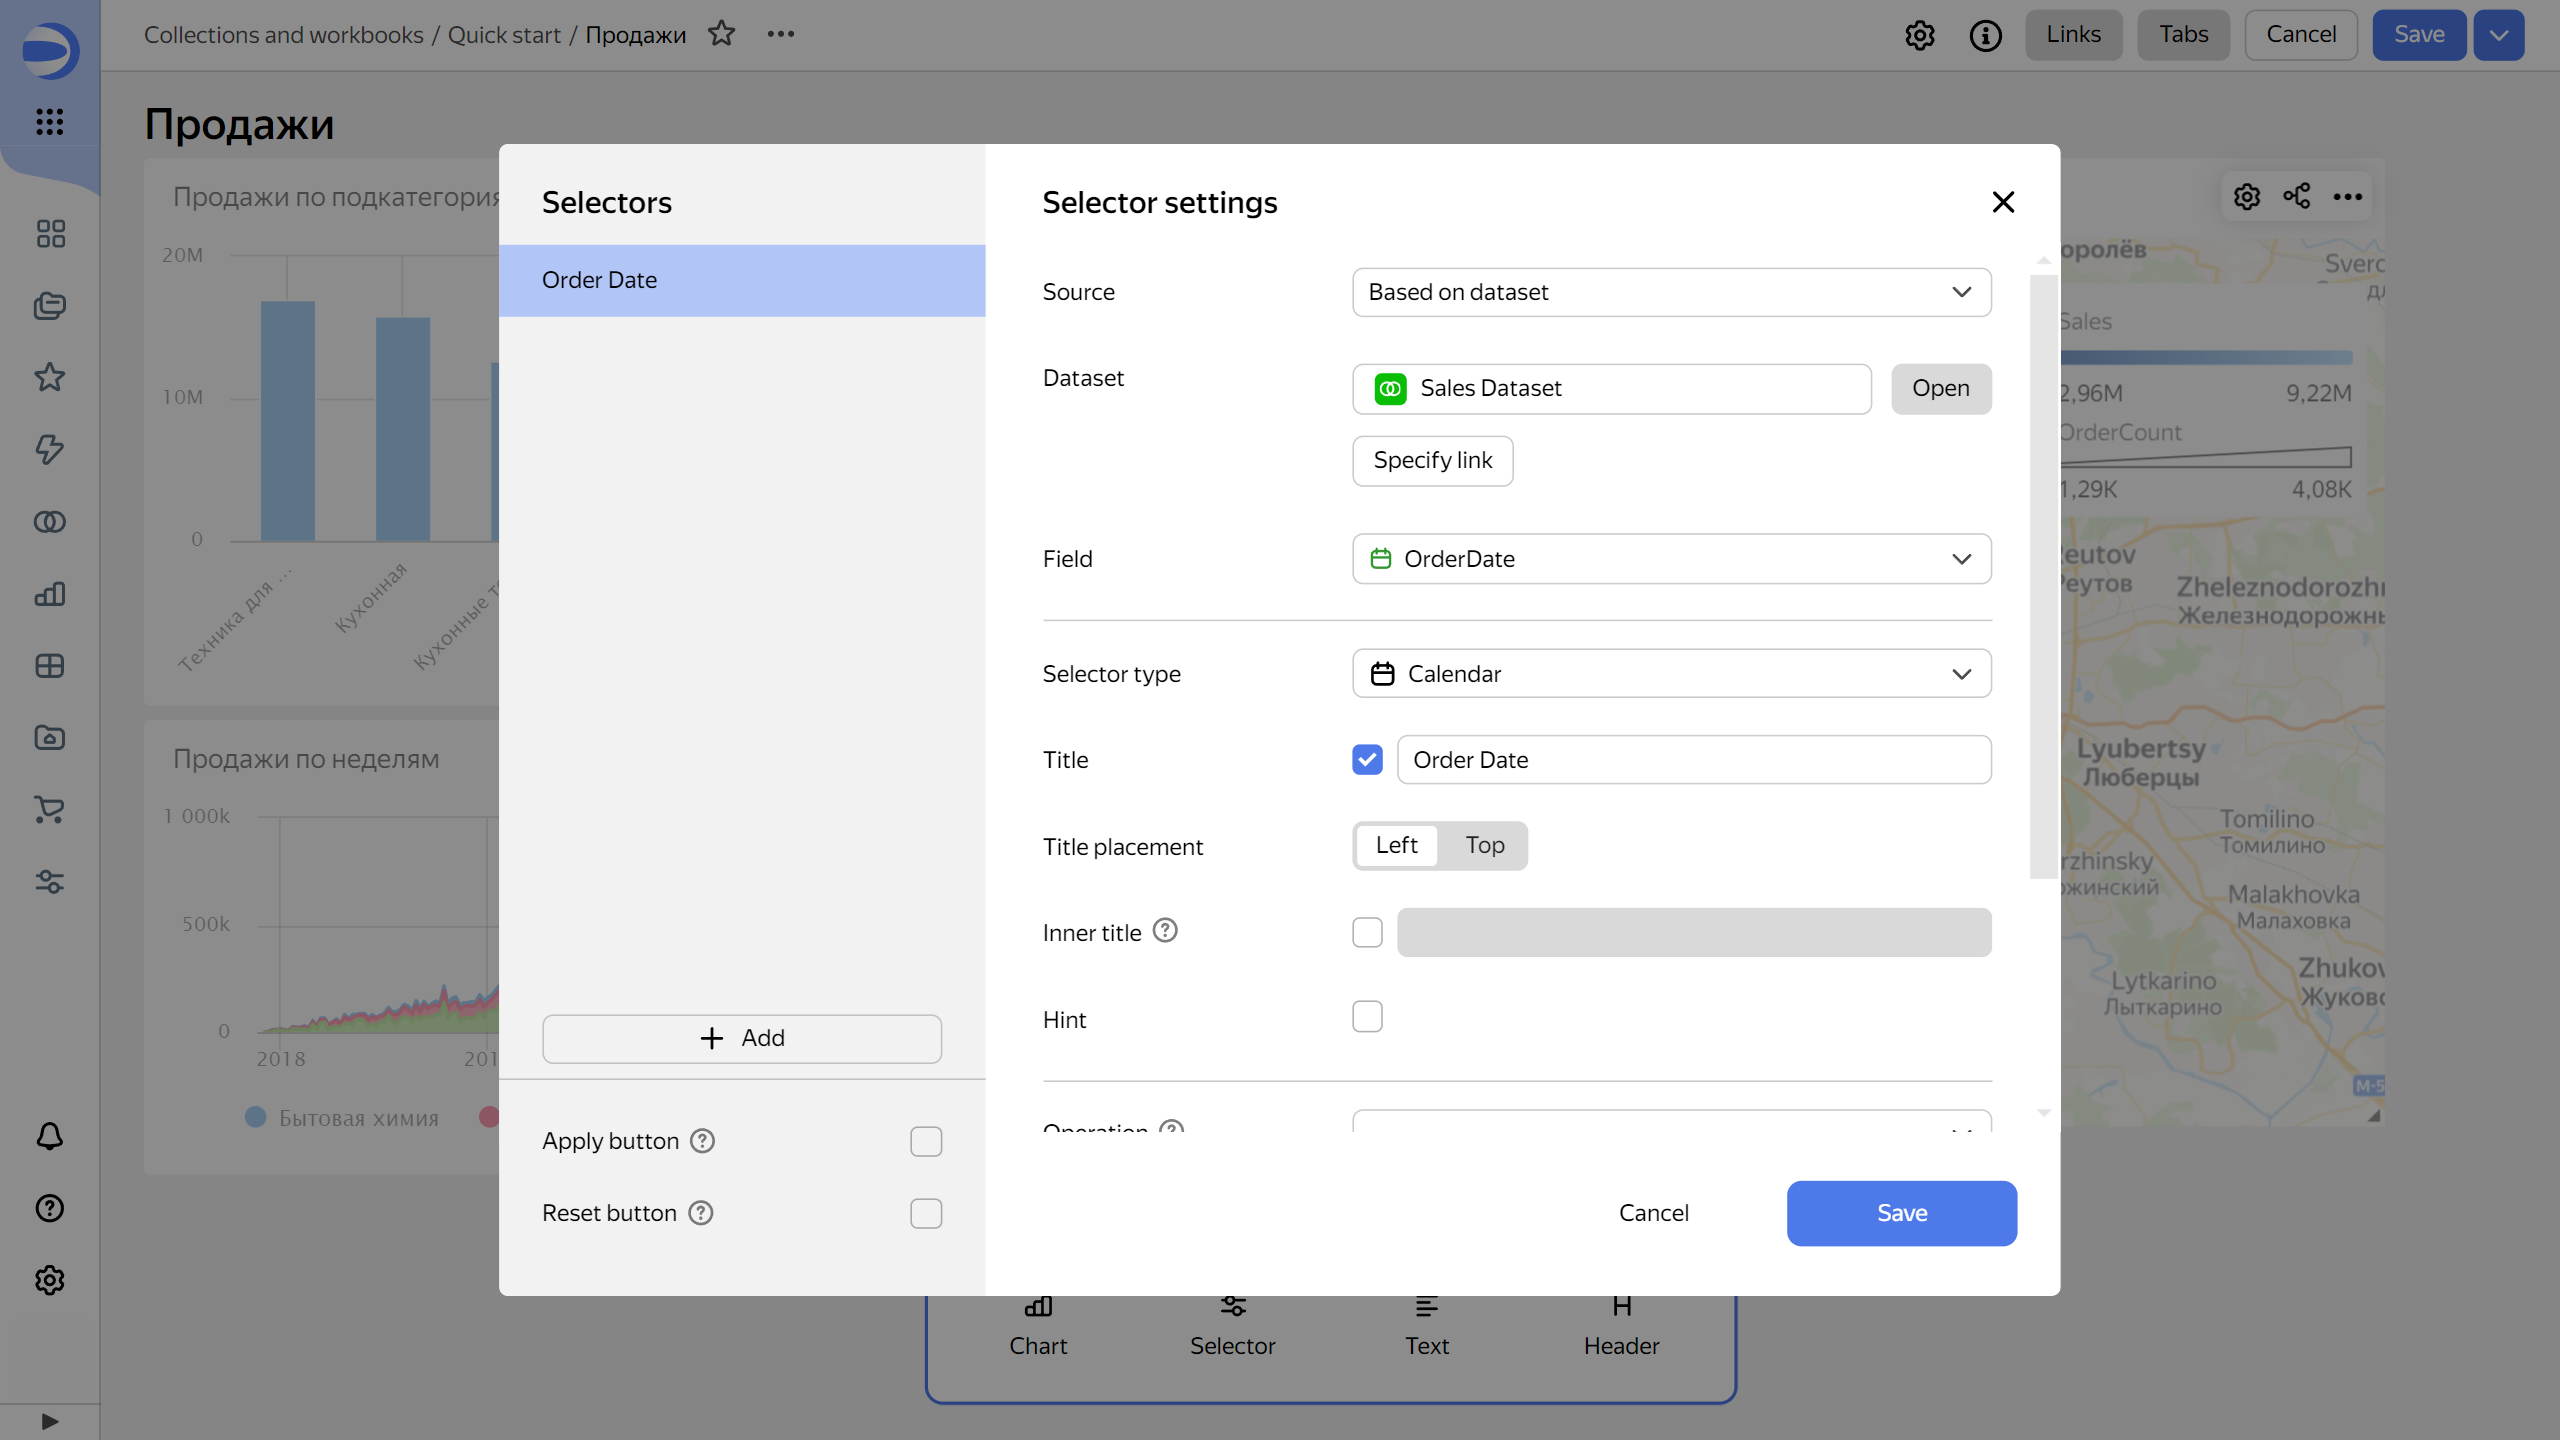 Collections and workbooks / Quick start / Продажи
Links
Tabs
Cancel
Save
Продажи
Продажи по подкатегория
20M
10M
0
Техника для ...
Кухонная
Кухонные т
Продажи по неделям
1 000k
500k
0
2018
201
Бытовая химия
Selectors
Order Date
+ Add
Apply button
Reset button
Selector settings
Source
Based on dataset
Dataset
Sales Dataset
Open
Specify link
Field
OrderDate
Selector type
Calendar
Title
Order Date
Title placement
Left
Top
Inner title
Hint
Operation
Cancel
Save
Chart
Selector
Text
Header
оролёв
Sverd
Sales
2,96M
9,22M
OrderCount
1,29K
4,08K
Reutov
Реутов
Zheleznodorozhn
Железнодорожны
Lyubertsy
Люберцы
Tomilino
Томилино
rzhinsky
ржинский
Malakhovka
Малаховка
Lytkarino
Лыткарино
Zhukov
Жуково
M-5